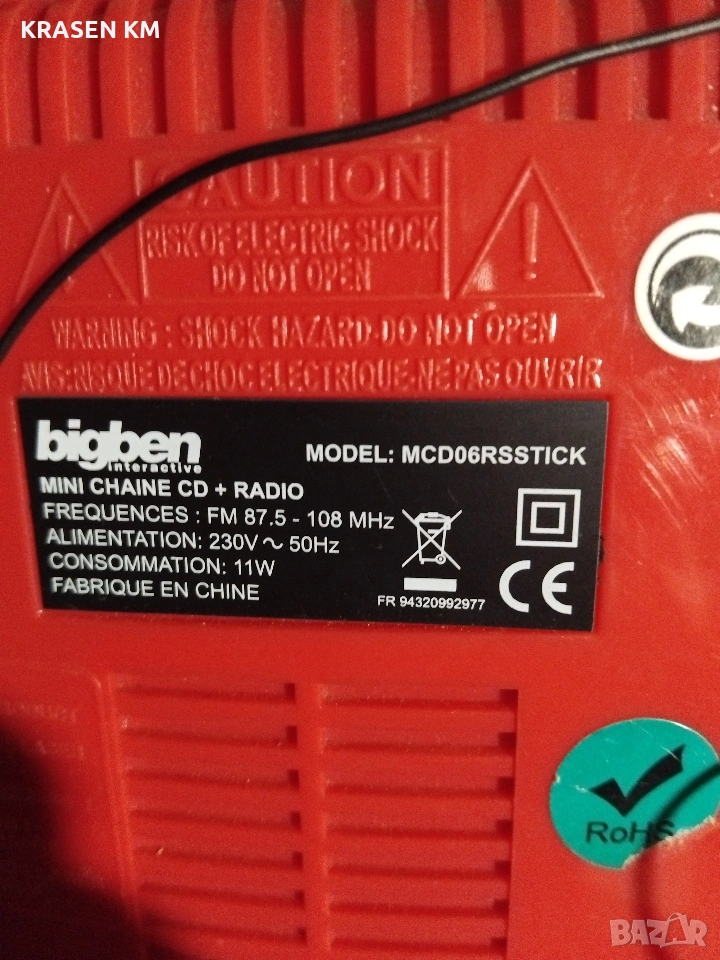 KRASEN KM
CAUTION
RISK OF ELECTRIC SHOCK
DO NOT OPEN
WARNING : SHOCK HAZARD-DO NOT OPEN
AVIS:RISQUE DE CHOC ELECTRIQUE-NE PAS OUVRIR
bigben
interactive
MODEL: MCD06RSSTICK
MINI CHAINE CD + RADIO
FREQUENCES : FM 87.5 - 108 MHz
ALIMENTATION: 230V ~ 50Hz
CONSOMMATION: 11W
FABRIQUE EN CHINE
FR 94320992977
CE
RoHS
BAZAR